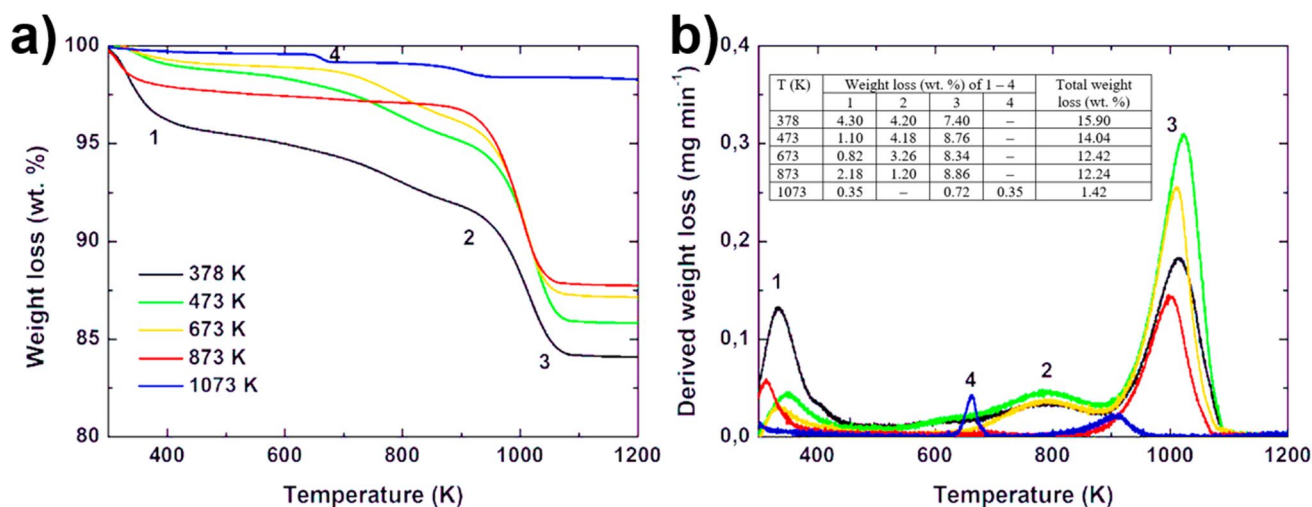 a)
Weight loss (wt. %)
100
95
90
85
80
400
600
800
1000
1200
Temperature (K)
1
2
3
4
378 K
473 K
673 K
873 K
1073 K
b)
Derived weight loss (mg min⁻¹)
0,4
0,3
0,2
0,1
0,0
400
600
800
1000
1200
Temperature (K)
T (K) Weight loss (wt. %) of 1 – 4 Total weight
1 2 3 4 loss (wt. %)
378 4.30 4.20 7.40 – 15.90
473 1.10 4.18 8.76 – 14.04
673 0.82 3.26 8.34 – 12.42
873 2.18 1.20 8.86 – 12.24
1073 0.35 – 0.72 0.35 1.42
1
4
2
3